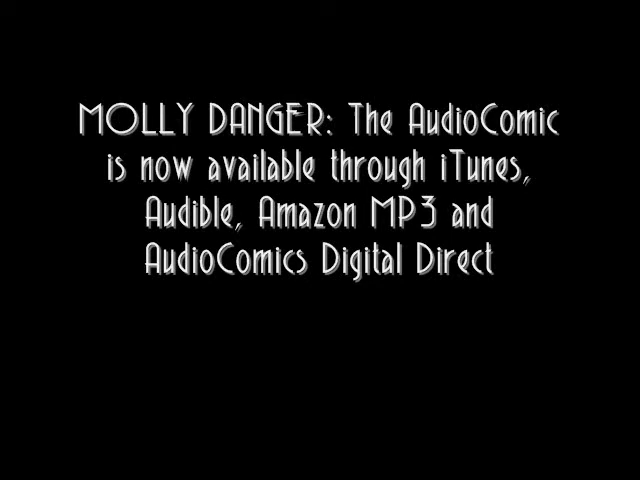 MOLLY DANGER: The AudioComic
is now available through iTunes,
Audible, Amazon MP3 and
AudioComics Digital Direct